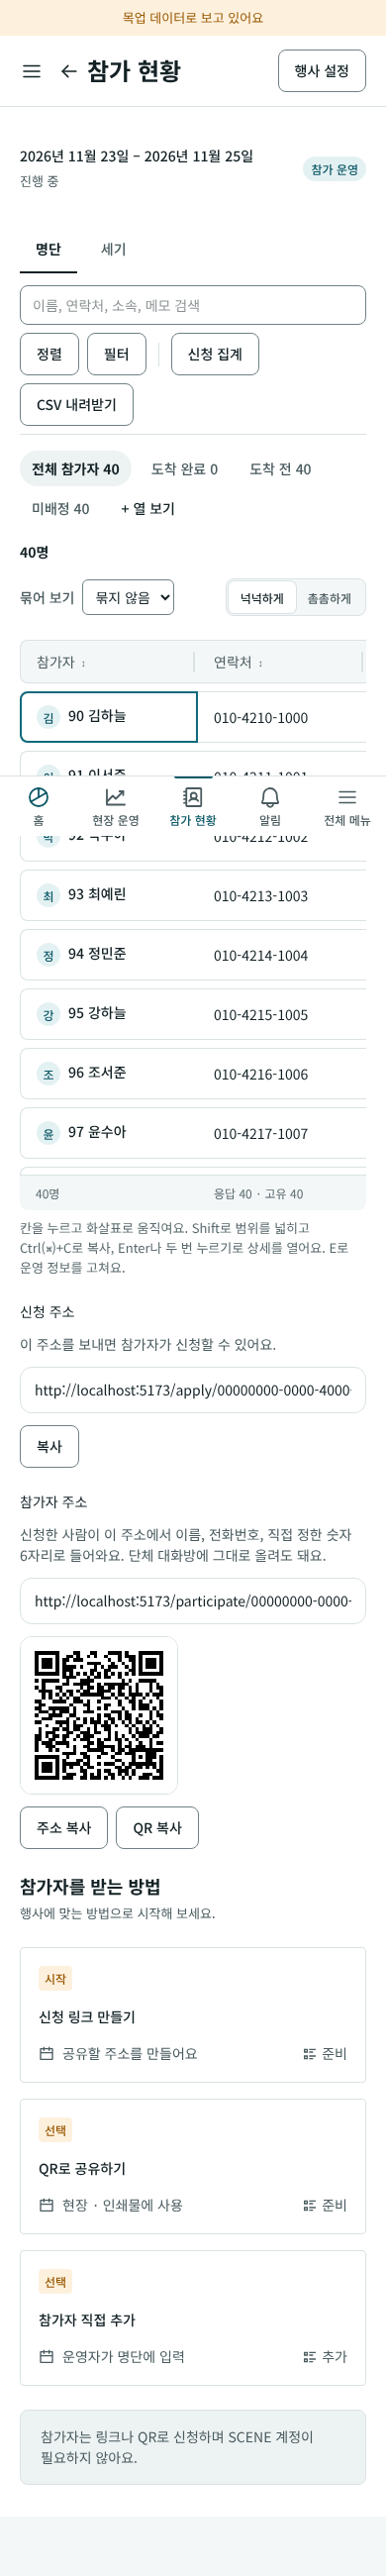 목업 데이터로 보고 있어요
참가 현황
행사 설정
2026년 11월 23일 – 2026년 11월 25일
진행 중
참가 운영
명단 세기
이름, 연락처, 소속, 메모 검색
정렬 필터 신청 집계
CSV 내려받기
전체 참가자 40 도착 완료 0 도착 전 40
미배정 40 + 열 보기
40명
묶어 보기 묶지 않음 넉넉하게 촘촘하게
참가자 ↕ 연락처 ↕
김 90 김하늘 010-4210-1000
홈 현장 운영 참가 현황 알림 전체 메뉴
최 93 최예린 010-4213-1003
정 94 정민준 010-4214-1004
강 95 강하늘 010-4215-1005
조 96 조서준 010-4216-1006
윤 97 윤수아 010-4217-1007
40명 응답 40 · 고유 40
칸을 누르고 화살표로 움직여요. Shift로 범위를 넓히고
Ctrl(⌘)+C로 복사, Enter나 두 번 누르기로 상세를 열어요. E로
운영 정보를 고쳐요.
신청 주소
이 주소를 보내면 참가자가 신청할 수 있어요.
http://localhost:5173/apply/00000000-0000-4000-
복사
참가자 주소
신청한 사람이 이 주소에서 이름, 전화번호, 직접 정한 숫자
6자리로 들어와요. 단체 대화방에 그대로 올려도 돼요.
http://localhost:5173/participate/00000000-0000-
주소 복사 QR 복사
참가자를 받는 방법
행사에 맞는 방법으로 시작해 보세요.
시작
신청 링크 만들기
공유할 주소를 만들어요 준비
선택
QR로 공유하기
현장 · 인쇄물에 사용 준비
선택
참가자 직접 추가
운영자가 명단에 입력 추가
참가자는 링크나 QR로 신청하며 SCENE 계정이
필요하지 않아요.